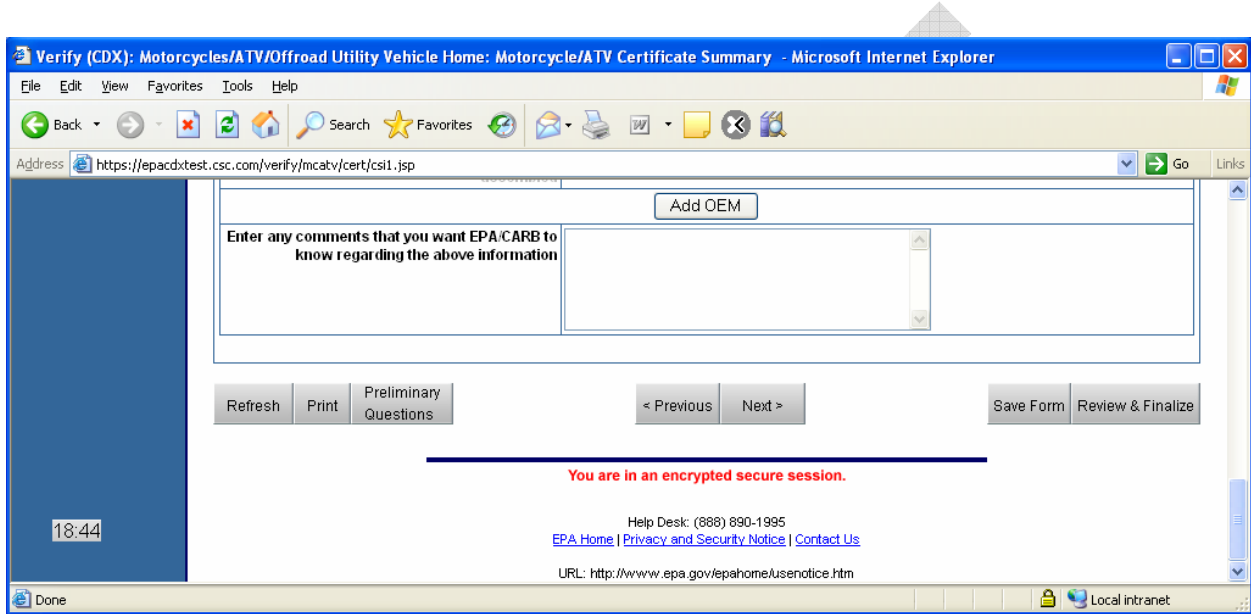 Verify (CDX): Motorcycles/ATV/Offroad Utility Vehicle Home: Motorcycle/ATV Certificate Summary - Microsoft Internet Explorer
File Edit View Favorites Tools Help
Back Search Favorites
Address https://epacdxtest.csc.com/verify/mcatv/cert/csi1.jsp Go Links
Add OEM
Enter any comments that you want EPA/CARB to
know regarding the above information
Refresh Print Preliminary
Questions < Previous Next > Save Form Review & Finalize
You are in an encrypted secure session.
18:44
Help Desk: (888) 890-1995
EPA Home | Privacy and Security Notice | Contact Us
URL: http://www.epa.gov/epahome/usenotice.htm
Done Local intranet